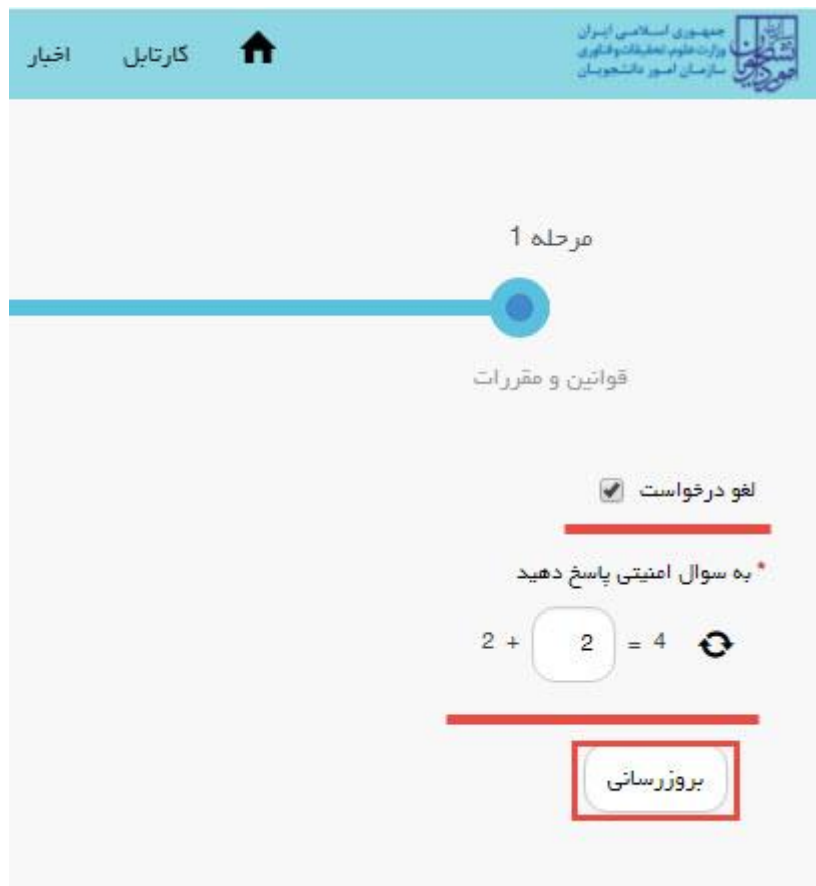 جمهوری اسلامی ایران
وزارت علوم، تحقیقات و فناوری
سازمان امور دانشجویان
کارتابل اخبار
مرحله 1
قوانین و مقررات
لغو درخواست
* به سوال امنیتی پاسخ دهید
2 + 2 = 4
بروزرسانی